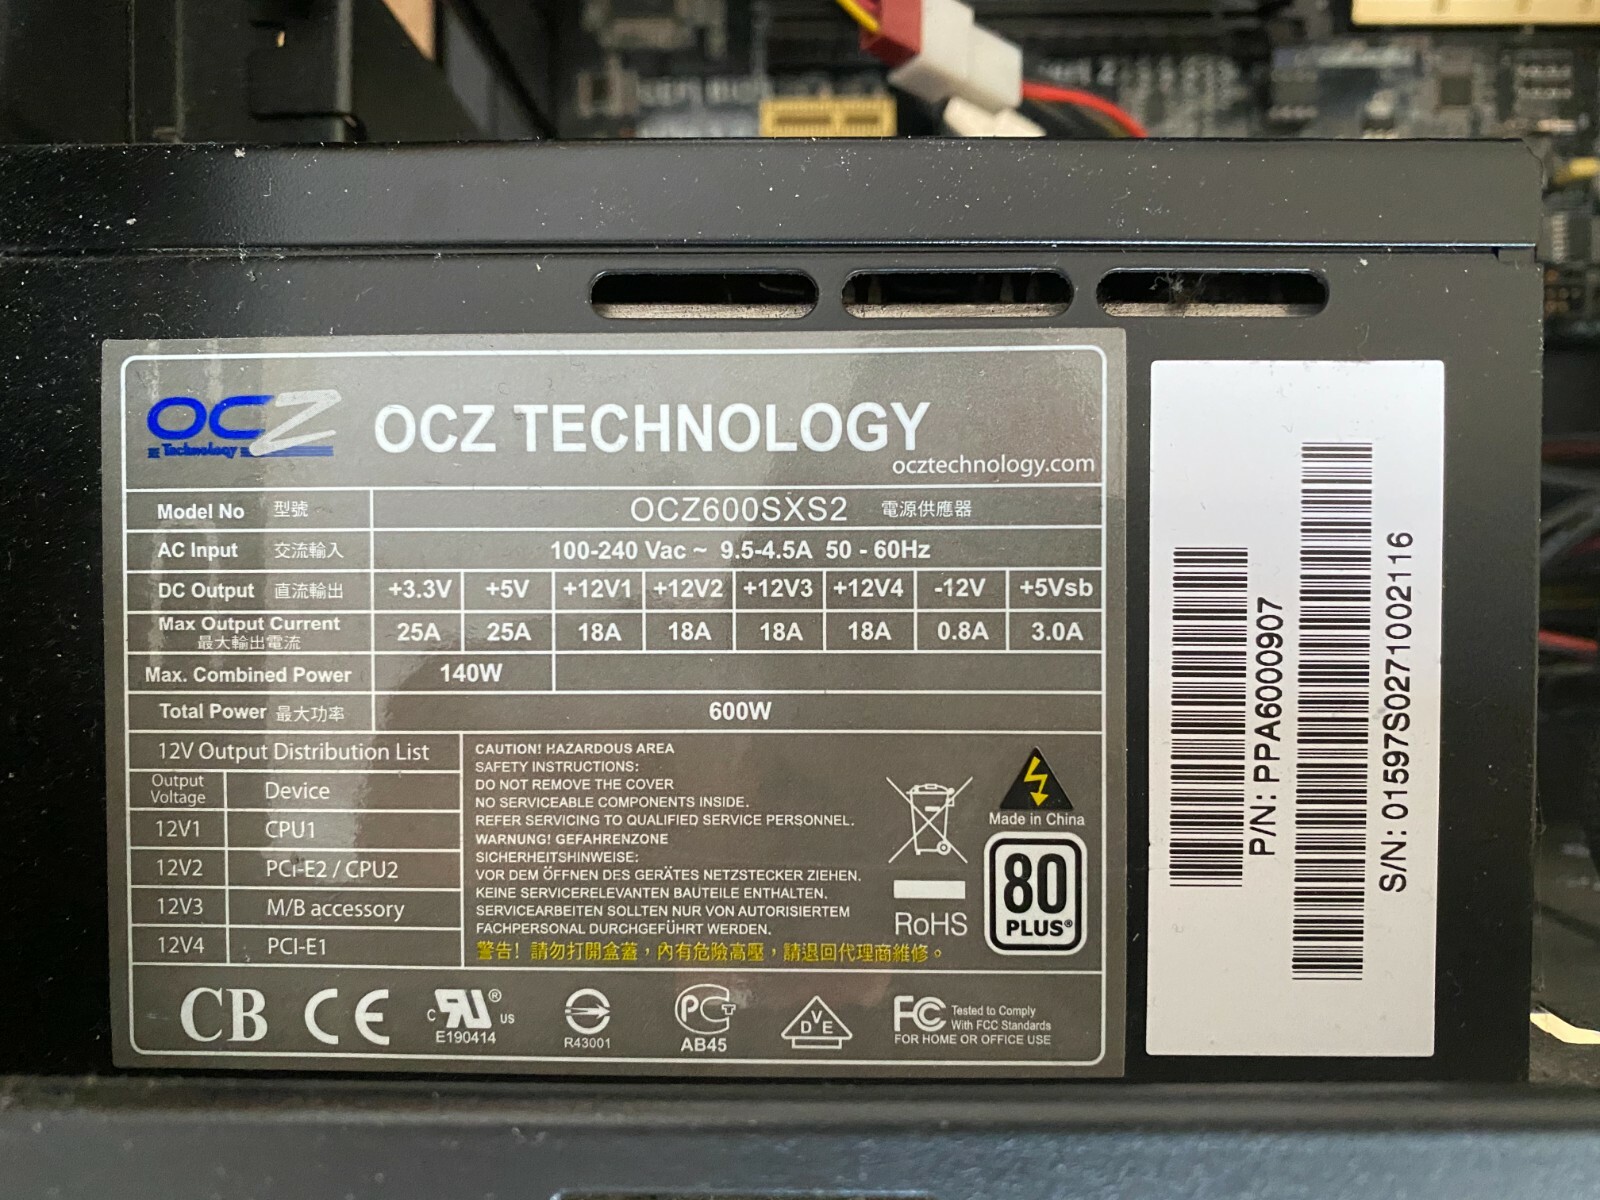 OCZ
Technology
OCZ TECHNOLOGY
ocztechnology.com
Model No 型號 OCZ600SXS2 電源供應器
AC Input 交流輸入 100-240 Vac ~ 9.5-4.5A 50 - 60Hz
DC Output 直流輸出 +3.3V +5V +12V1 +12V2 +12V3 +12V4 -12V +5Vsb
Max Output Current 25A 25A 18A 18A 18A 18A 0.8A 3.0A
最大輸出電流
Max. Combined Power 140W
Total Power 最大功率 600W
12V Output Distribution List
Output Voltage Device
12V1 CPU1
12V2 PCI-E2 / CPU2
12V3 M/B accessory
12V4 PCI-E1
CAUTION! HAZARDOUS AREA
SAFETY INSTRUCTIONS:
DO NOT REMOVE THE COVER
NO SERVICEABLE COMPONENTS INSIDE.
REFER SERVICING TO QUALIFIED SERVICE PERSONNEL.
WARNUNG! GEFAHRENZONE
SICHERHEITSHINWEISE:
VOR DEM ÖFFNEN DES GERÄTES NETZSTECKER ZIEHEN.
KEINE SERVICERELEVANTEN BAUTEILE ENTHALTEN.
SERVICEARBEITEN SOLLTEN NUR VON AUTORISIERTEM
FACHPERSONAL DURCHGEFÜHRT WERDEN.
警告! 請勿打開盒蓋，內有危險高壓，請退回代理商維修。
Made in China
RoHS
80
PLUS®
CB CE
c RU ® US
E190414
R43001
PCT
AB45
DVE
FC Tested to Comply
With FCC Standards
FOR HOME OR OFFICE USE
P/N: PPA6000907
S/N: 01597S0271002116